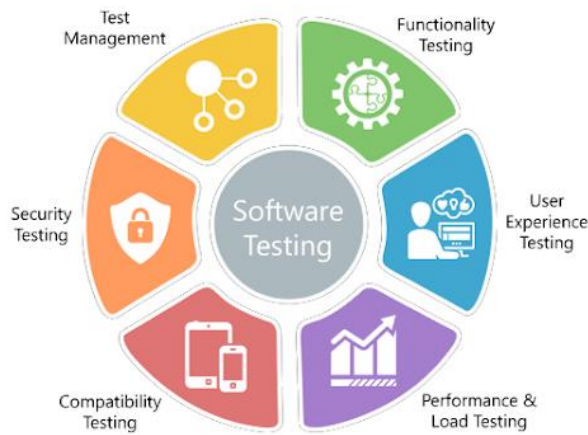 Test
Management
Functionality
Testing
Security
Testing
Software
Testing
User
Experience
Testing
Compatibility
Testing
Performance &
Load Testing